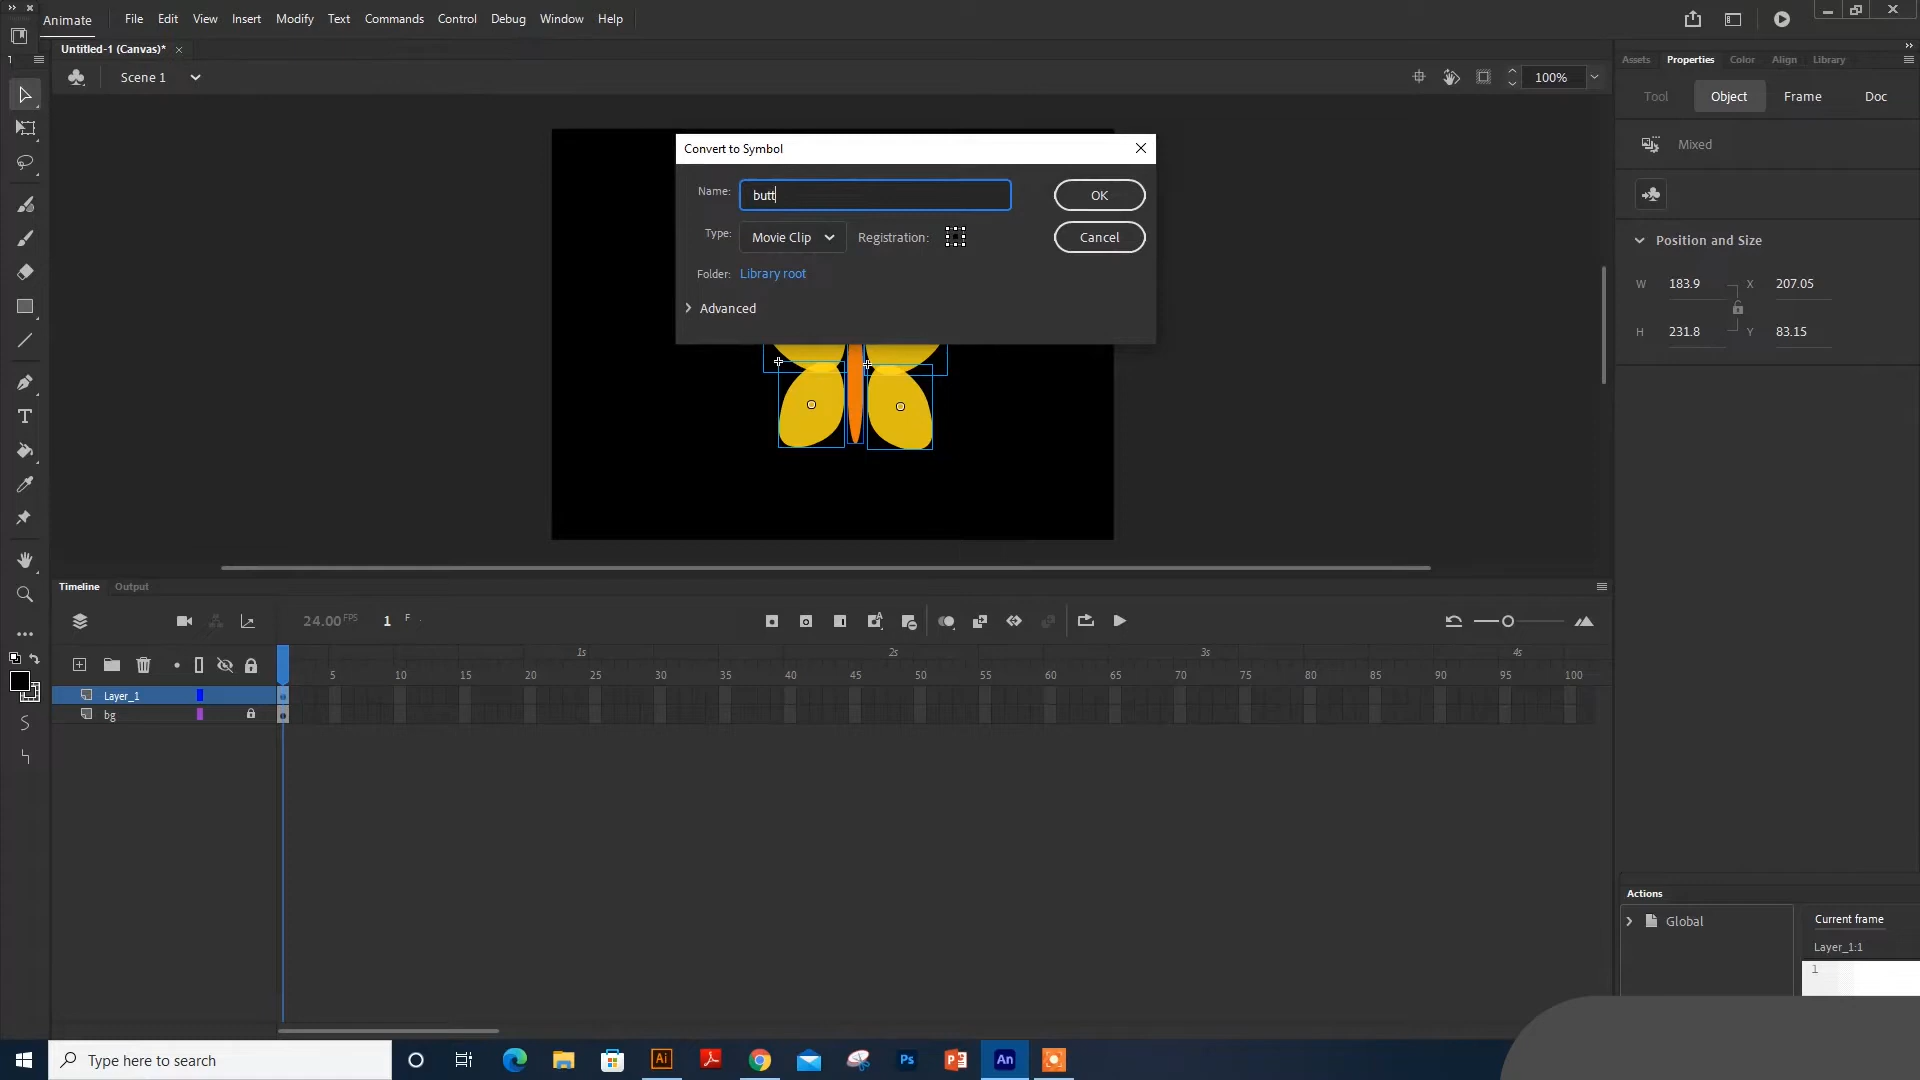 Animate File Edit View Insert Modify Text Commands Control Debug Window Help
Untitled-1 (Canvas)*
Scene 1
100%
Assets Properties Color Align Library
Tool Object Frame Doc
Mixed
Position and Size
W 183.9 X 207.05
H 231.8 Y 83.15
Convert to Symbol
Name: butt OK
Type: Movie Clip Registration: Cancel
Folder: Library root
Advanced
Timeline Output
24.00 FPS 1 F
1s 2s 3s 4s
5 10 15 20 25 30 35 40 45 50 55 60 65 70 75 80 85 90 95 100
Layer_1
bg
Actions
Global
Current frame
Layer_1:1
1
Type here to search
Ai
Ps
An